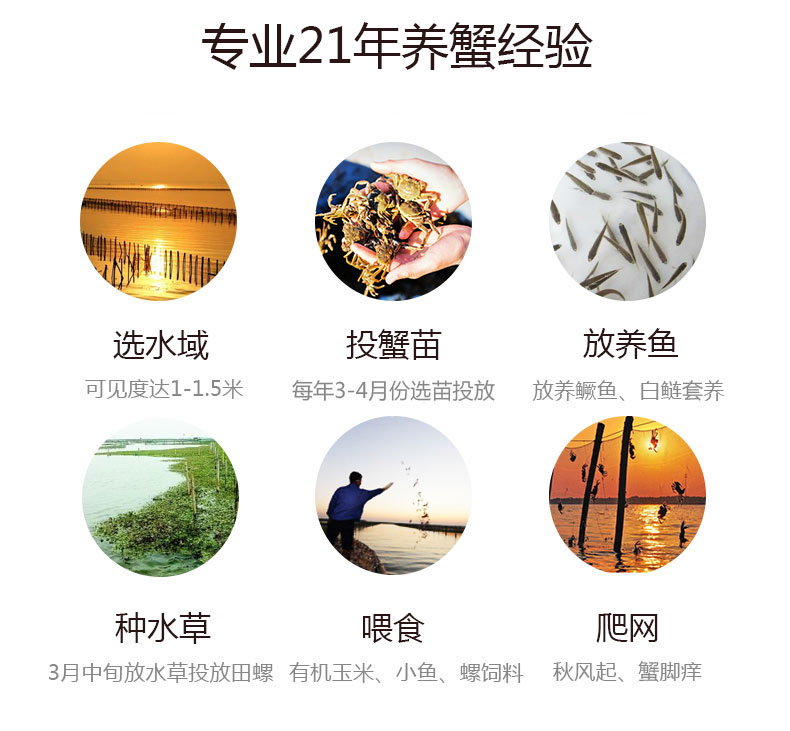 专业21年养蟹经验
选水域
投蟹苗
放养鱼
可见度达1-1.5米
每年3-4月份选苗投放
放养鳜鱼、白鲢套养
种水草
喂食
爬网
3月中旬放水草投放田螺
有机玉米、小鱼、螺饲料
秋风起、蟹脚痒